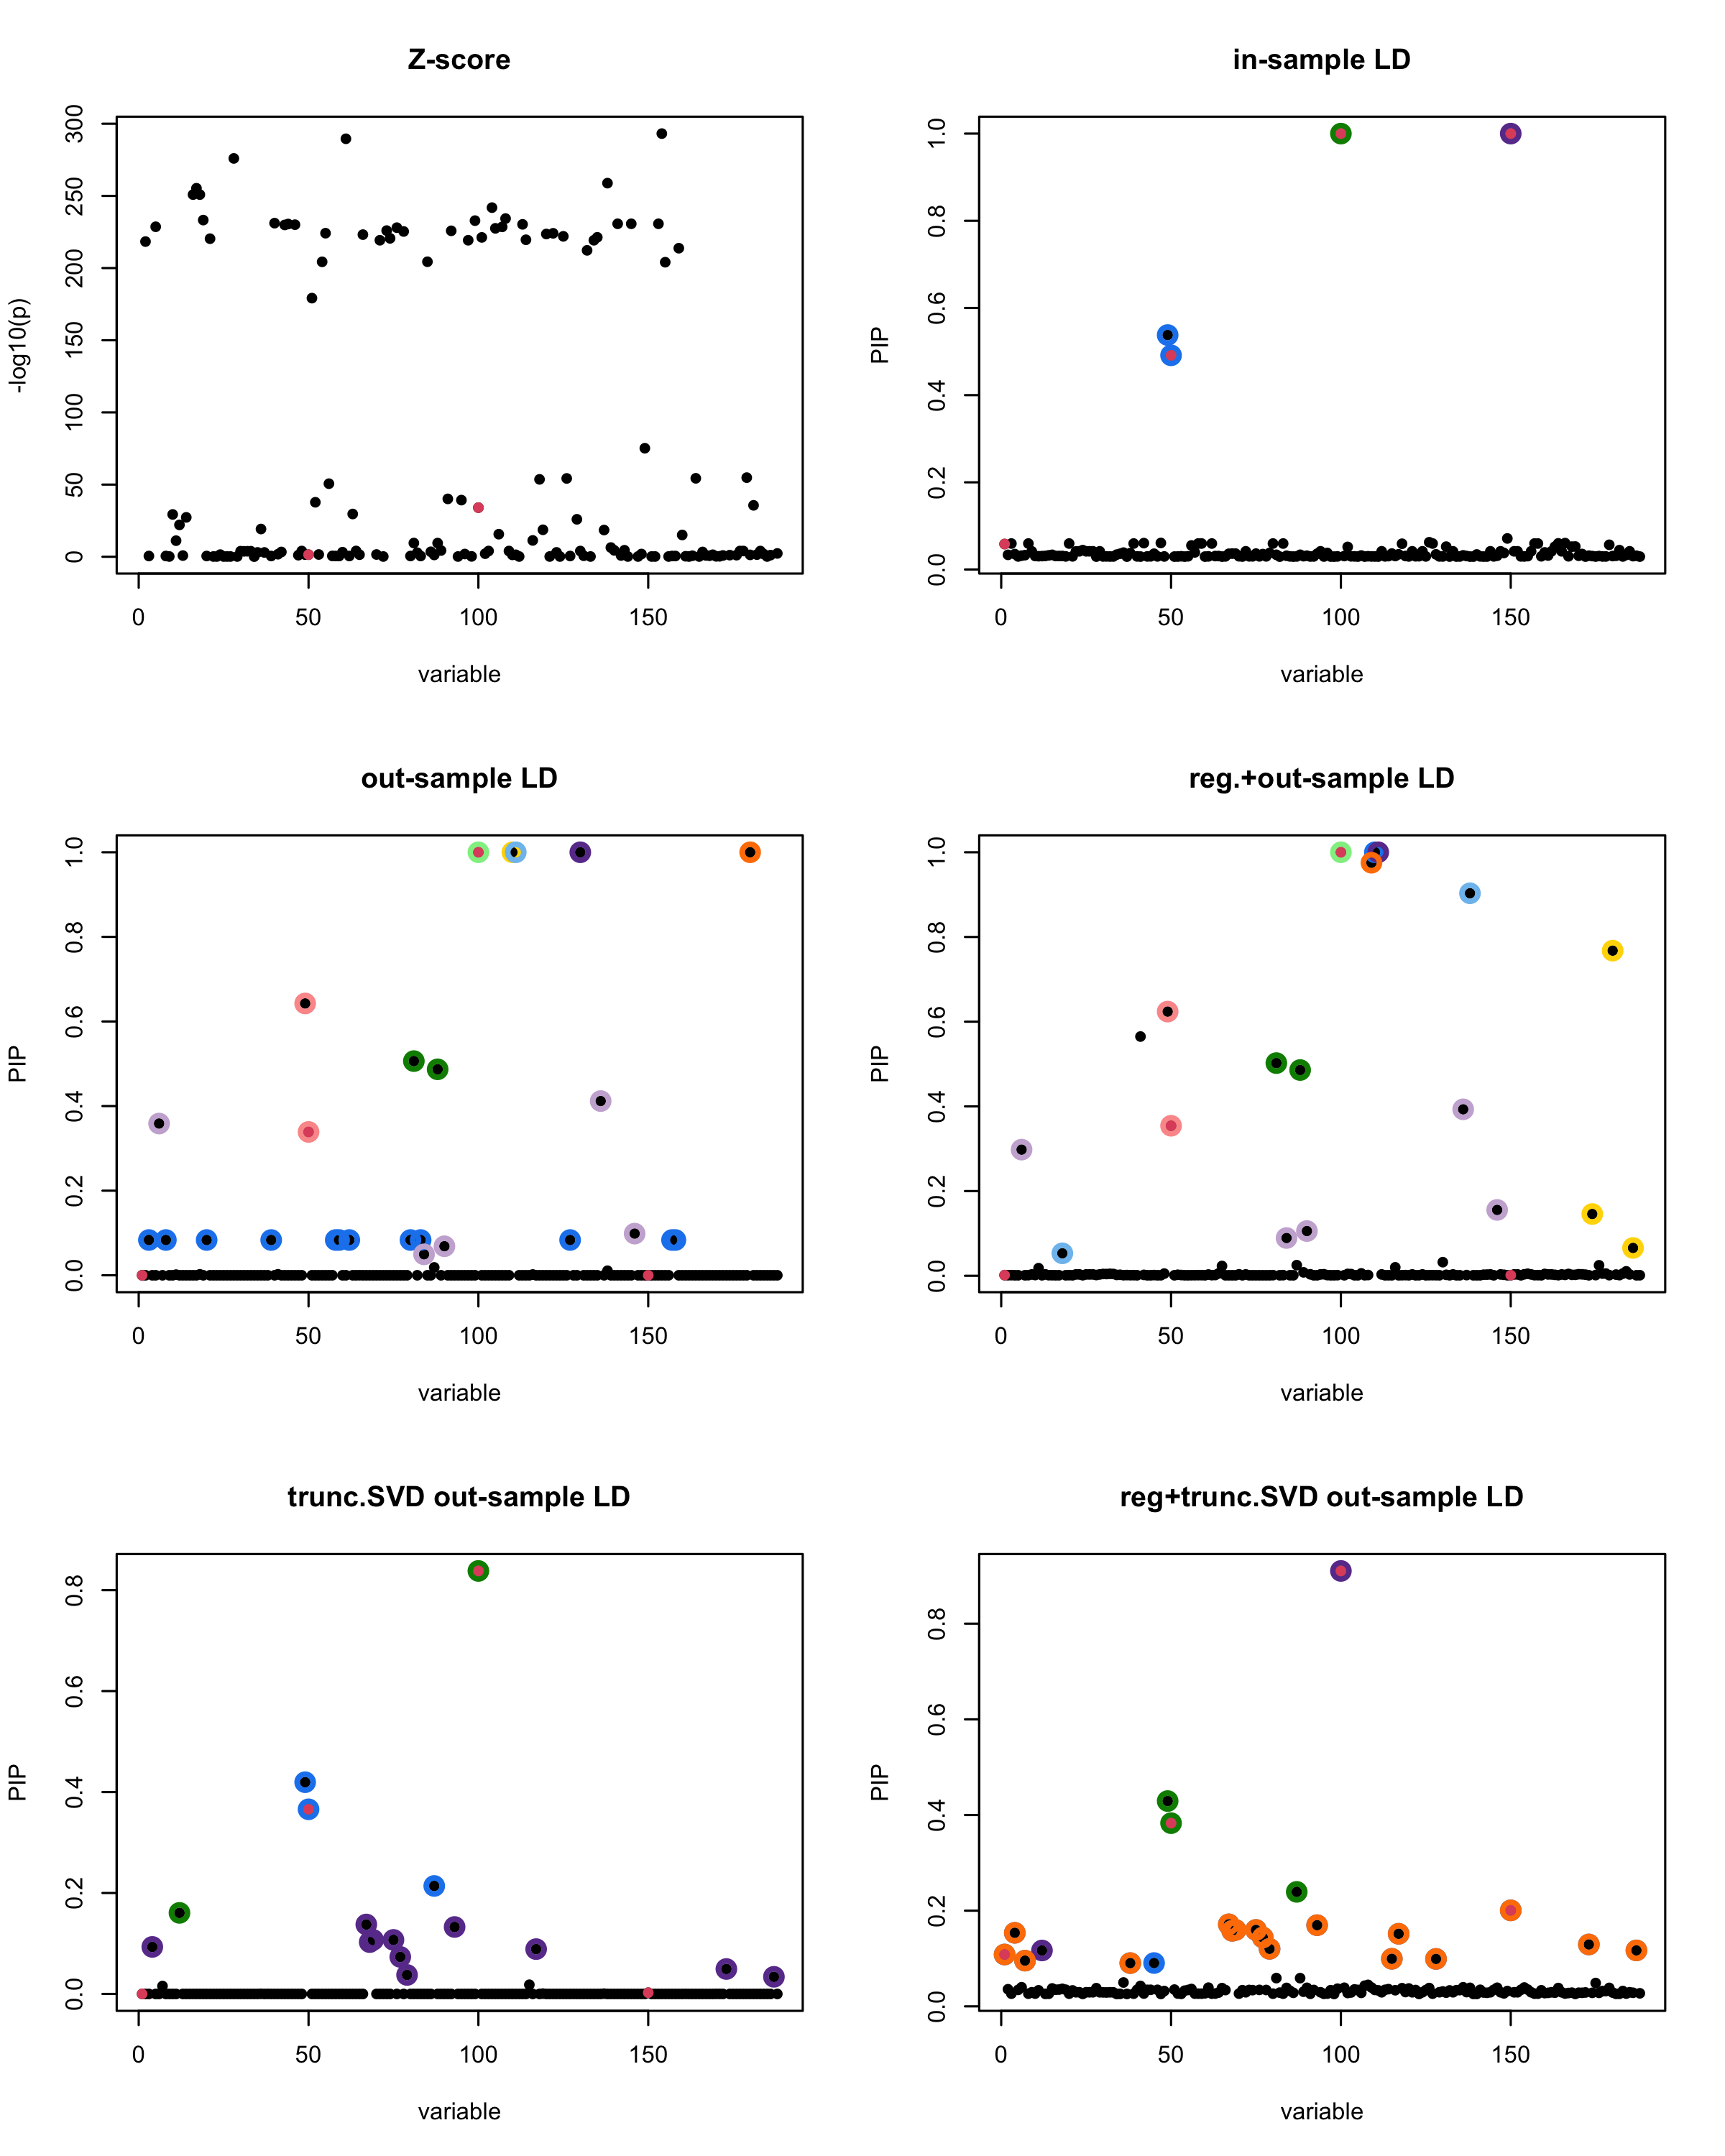 Z-score
-log10(p)
0 50 100 150 200 250 300
0 50 100 150
variable
in-sample LD
PIP
0.0 0.2 0.4 0.6 0.8 1.0
0 50 100 150
variable
out-sample LD
PIP
0.0 0.2 0.4 0.6 0.8 1.0
0 50 100 150
variable
reg.+out-sample LD
PIP
0.0 0.2 0.4 0.6 0.8 1.0
0 50 100 150
variable
trunc.SVD out-sample LD
PIP
0.0 0.2 0.4 0.6 0.8
0 50 100 150
variable
reg+trunc.SVD out-sample LD
PIP
0.0 0.2 0.4 0.6 0.8
0 50 100 150
variable